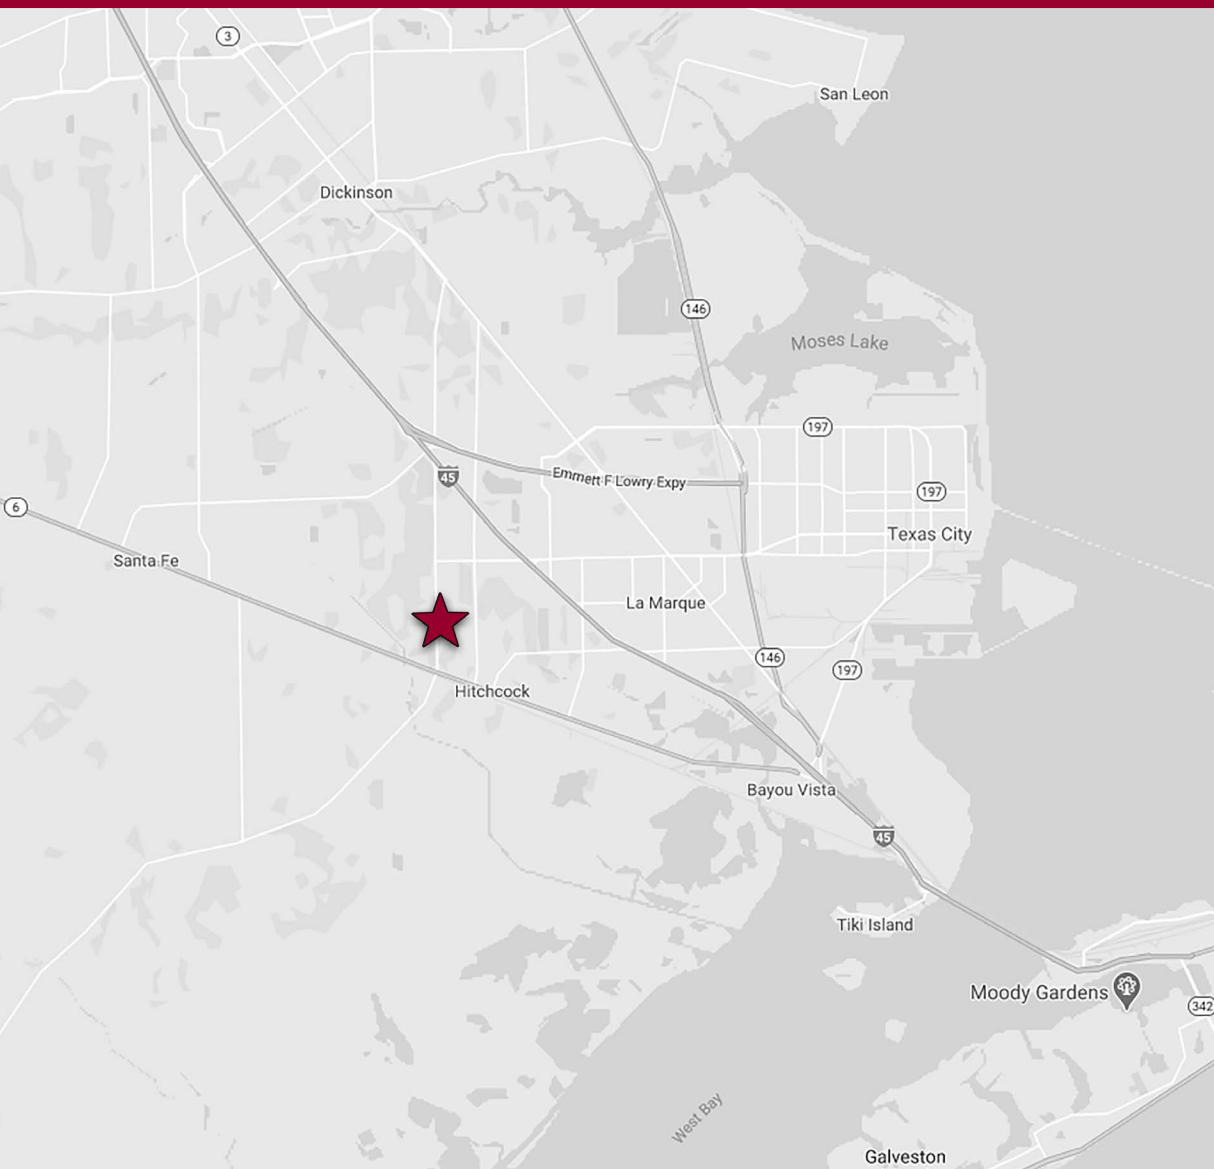 3
San Leon
Dickinson
146
Moses Lake
197
45
Emmett F Lowry Expy
197
6
Texas City
Santa Fe
La Marque
146
197
Hitchcock
Bayou Vista
45
Tiki Island
Moody Gardens
342
West Bay
Galveston